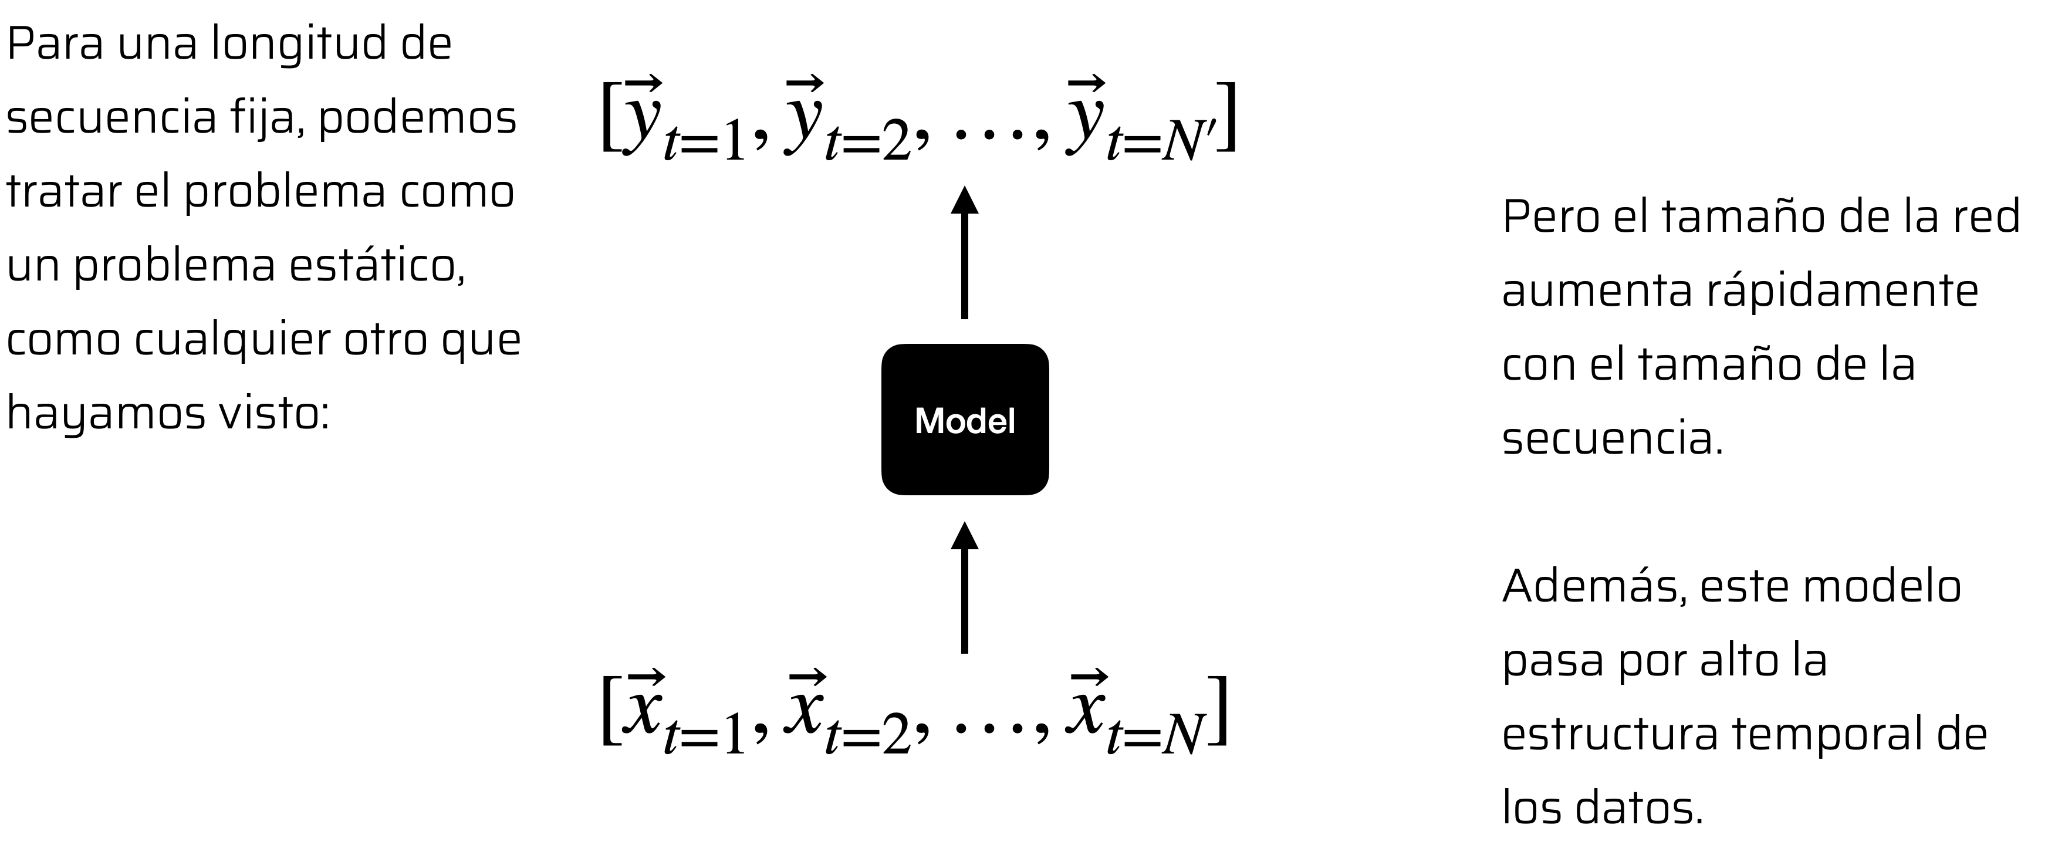 Para una longitud de
secuencia fija, podemos
tratar el problema como
un problema estático,
como cualquier otro que
hayamos visto:
[y⃗_{t=1}, y⃗_{t=2}, …, y⃗_{t=N′}]
Model
[x⃗_{t=1}, x⃗_{t=2}, …, x⃗_{t=N}]
Pero el tamaño de la red
aumenta rápidamente
con el tamaño de la
secuencia.
Además, este modelo
pasa por alto la
estructura temporal de
los datos.